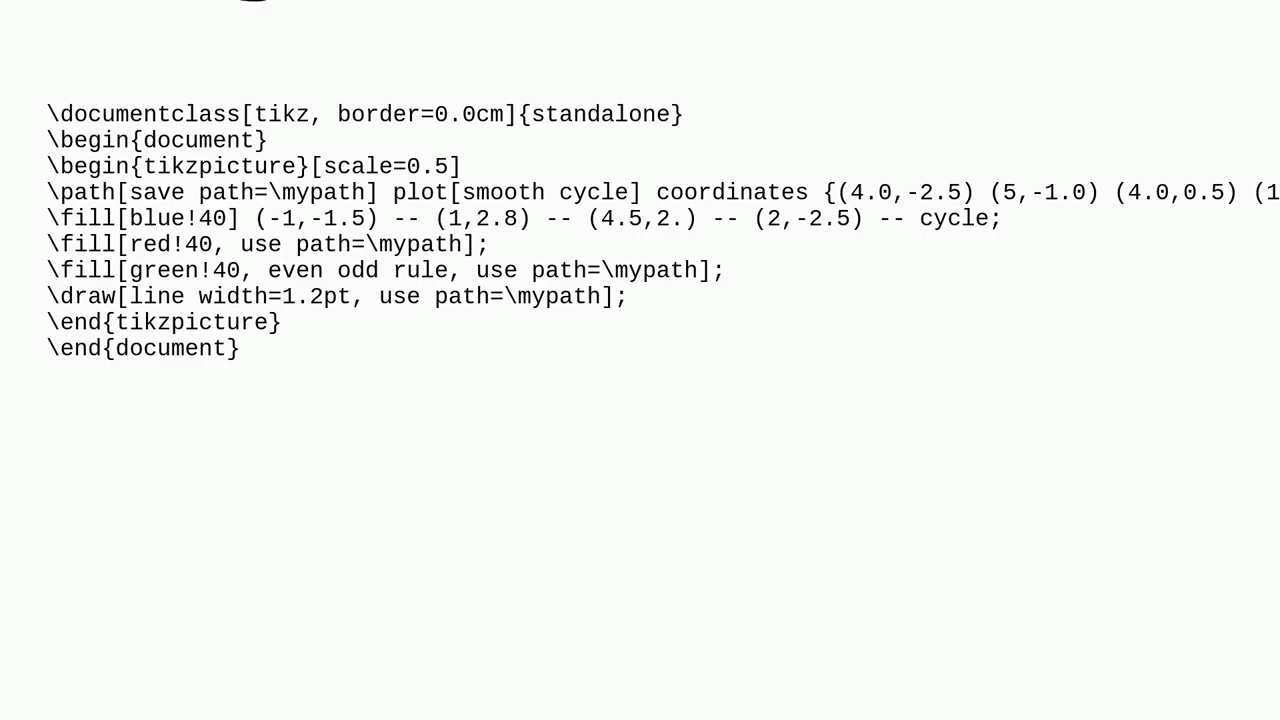 \documentclass[tikz, border=0.0cm]{standalone}
\begin{document}
\begin{tikzpicture}[scale=0.5]
\path[save path=\mypath] plot[smooth cycle] coordinates {(4.0,-2.5) (5,-1.0) (4.0,0.5) (1
\fill[blue!40] (-1,-1.5) -- (1,2.8) -- (4.5,2.) -- (2,-2.5) -- cycle;
\fill[red!40, use path=\mypath];
\fill[green!40, even odd rule, use path=\mypath];
\draw[line width=1.2pt, use path=\mypath];
\end{tikzpicture}
\end{document}